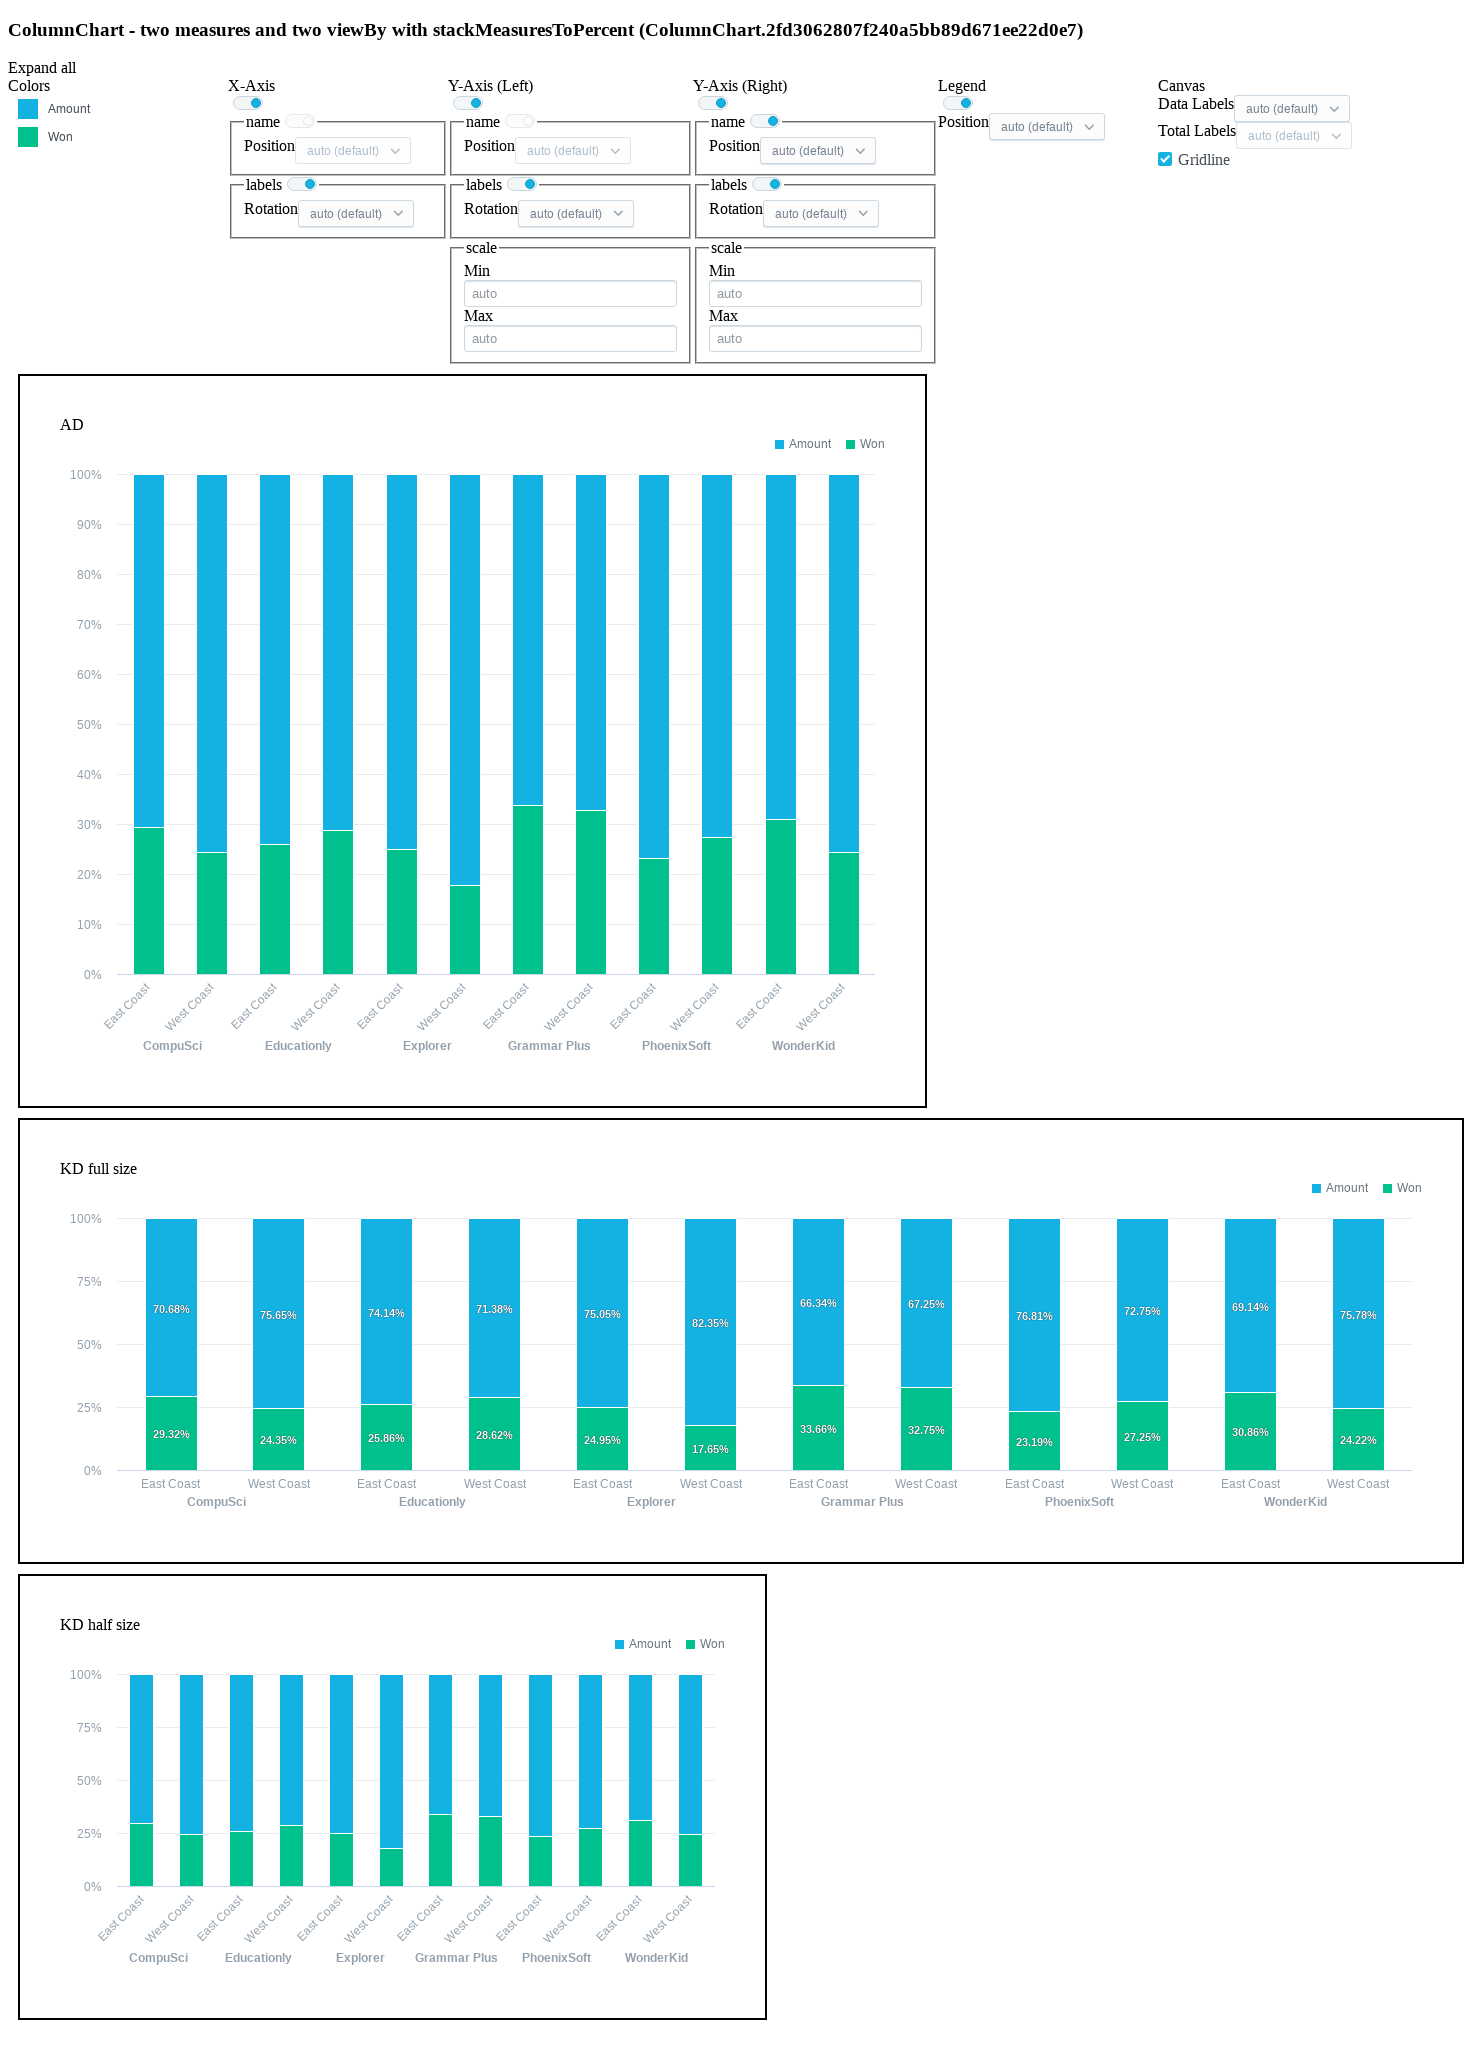 ColumnChart - two measures and two viewBy with stackMeasuresToPercent (ColumnChart.2fd3062807f240a5bb89d671ee22d0e7)
Expand all
Colors
Amount
Won
X-Axis
name
Position auto (default)
labels
Rotation auto (default)
Y-Axis (Left)
name
Position auto (default)
labels
Rotation auto (default)
scale
Min
auto
Max
auto
Y-Axis (Right)
name
Position auto (default)
labels
Rotation auto (default)
scale
Min
auto
Max
auto
Legend
Position auto (default)
Canvas
Data Labels auto (default)
Total Labels auto (default)
Gridline
AD
Amount Won
100%
90%
80%
70%
60%
50%
40%
30%
20%
10%
0%
East Coast West Coast East Coast West Coast East Coast West Coast East Coast West Coast East Coast West Coast East Coast West Coast
CompuSci Educationly Explorer Grammar Plus PhoenixSoft WonderKid
KD full size
Amount Won
100%
75%
50%
25%
0%
70.68% 75.65% 74.14% 71.38% 75.05% 82.35% 66.34% 67.25% 76.81% 72.75% 69.14% 75.78%
29.32% 24.35% 25.86% 28.62% 24.95% 17.65% 33.66% 32.75% 23.19% 27.25% 30.86% 24.22%
East Coast West Coast East Coast West Coast East Coast West Coast East Coast West Coast East Coast West Coast East Coast West Coast
CompuSci Educationly Explorer Grammar Plus PhoenixSoft WonderKid
KD half size
Amount Won
100%
75%
50%
25%
0%
East Coast West Coast East Coast West Coast East Coast West Coast East Coast West Coast East Coast West Coast East Coast West Coast
CompuSci Educationly Explorer Grammar Plus PhoenixSoft WonderKid